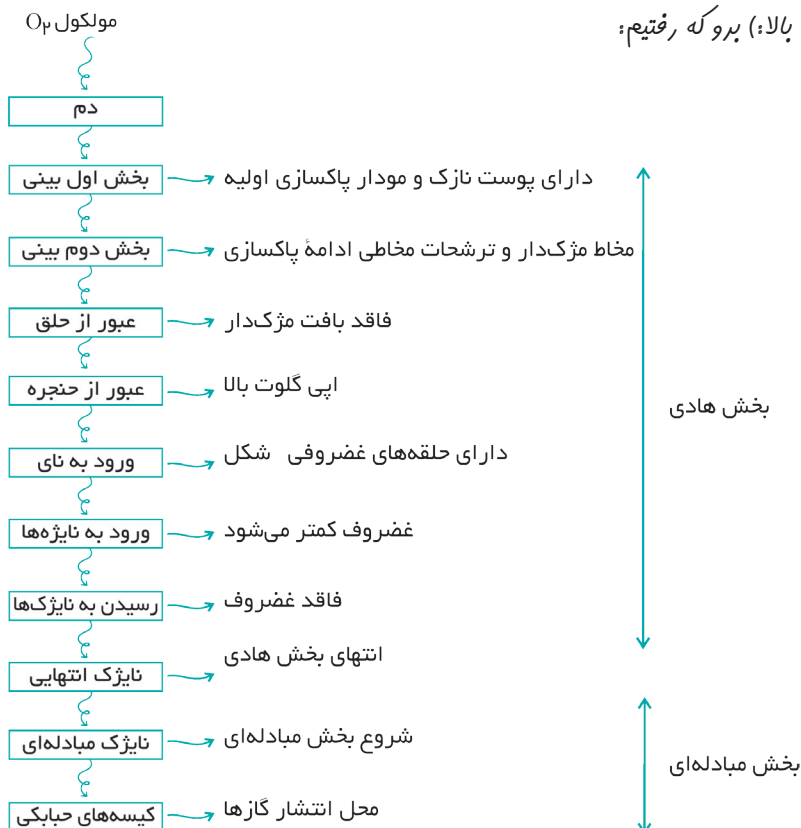 بالا:) برو که رفتیم:
مولکول O₂
دم
بخش اول بینی
دارای پوست نازک و مودار پاکسازی اولیه
بخش دوم بینی
مخاط مژک‌دار و ترشحات مخاطی ادامهٔ پاکسازی
عبور از حلق
فاقد بافت مژک‌دار
عبور از حنجره
اپی گلوت بالا
ورود به نای
دارای حلقه‌های غضروفی شکل
ورود به نایژه‌ها
غضروف کمتر می‌شود
رسیدن به نایژک‌ها
فاقد غضروف
نایژک انتهایی
انتهای بخش هادی
نایژک مبادله‌ای
شروع بخش مبادله‌ای
کیسه‌های حبابکی
محل انتشار گازها
بخش هادی
بخش مبادله‌ای